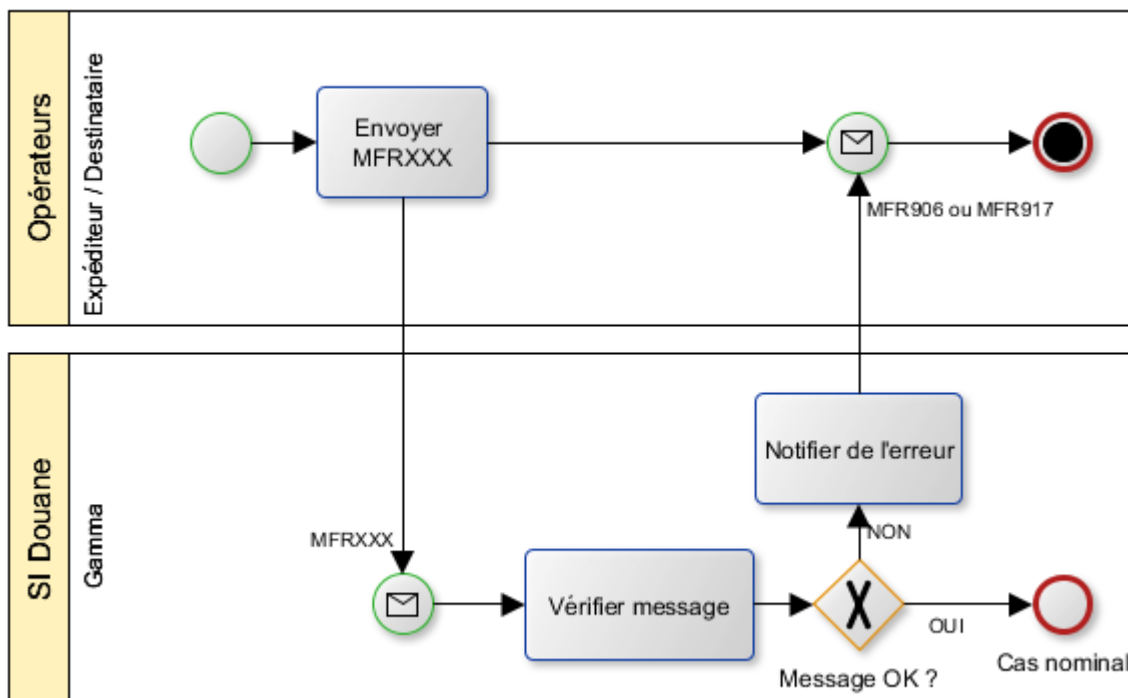 Opérateurs
Expéditeur / Destinataire
Envoyer
MFRXXX
MFR906 ou MFR917
SI Douane
Gamma
Notifier de l'erreur
NON
MFRXXX
Vérifier message
OUI
Message OK ?
Cas nominal